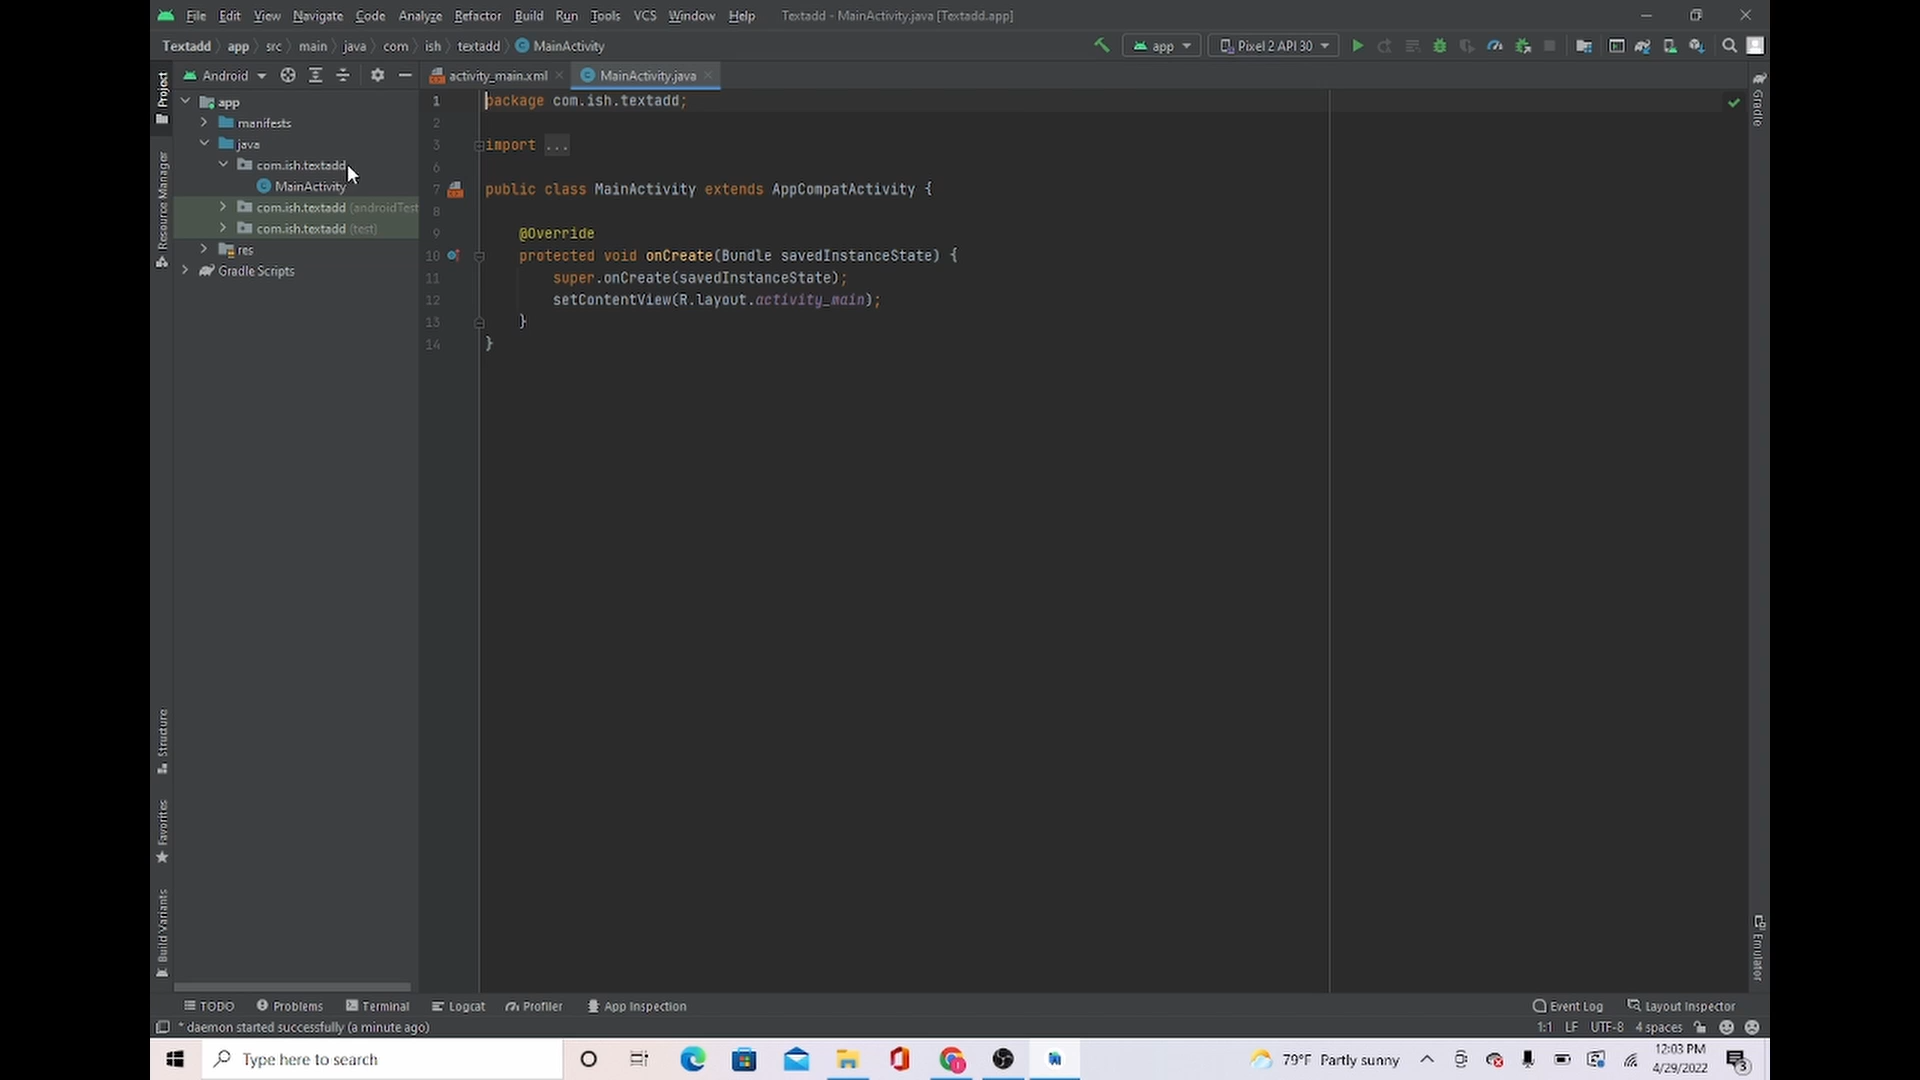 File Edit View Navigate Code Analyze Refactor Build Run Tools VCS Window Help Textadd - MainActivity.java [Textadd.app]
Textadd app src main java com ish textadd MainActivity app Pixel 2 API 30
Project
Android
activity_main.xml
MainActivity.java
app
manifests
java
com.ish.textadd
MainActivity
com.ish.textadd (androidTest
com.ish.textadd (test)
res
Gradle Scripts
Resource Manager
Structure
Favorites
Build Variants
1 package com.ish.textadd;
2
3 import ...
6
7 public class MainActivity extends AppCompatActivity {
8
9 @Override
10 protected void onCreate(Bundle savedInstanceState) {
11 super.onCreate(savedInstanceState);
12 setContentView(R.layout.activity_main);
13 }
14 }
Gradle
Emulator
TODO Problems Terminal Logcat Profiler App Inspection Event Log Layout Inspector
* daemon started successfully (a minute ago) 1:1 LF UTF-8 4 spaces
Type here to search 79°F Partly sunny
12:03 PM
4/29/2022
3